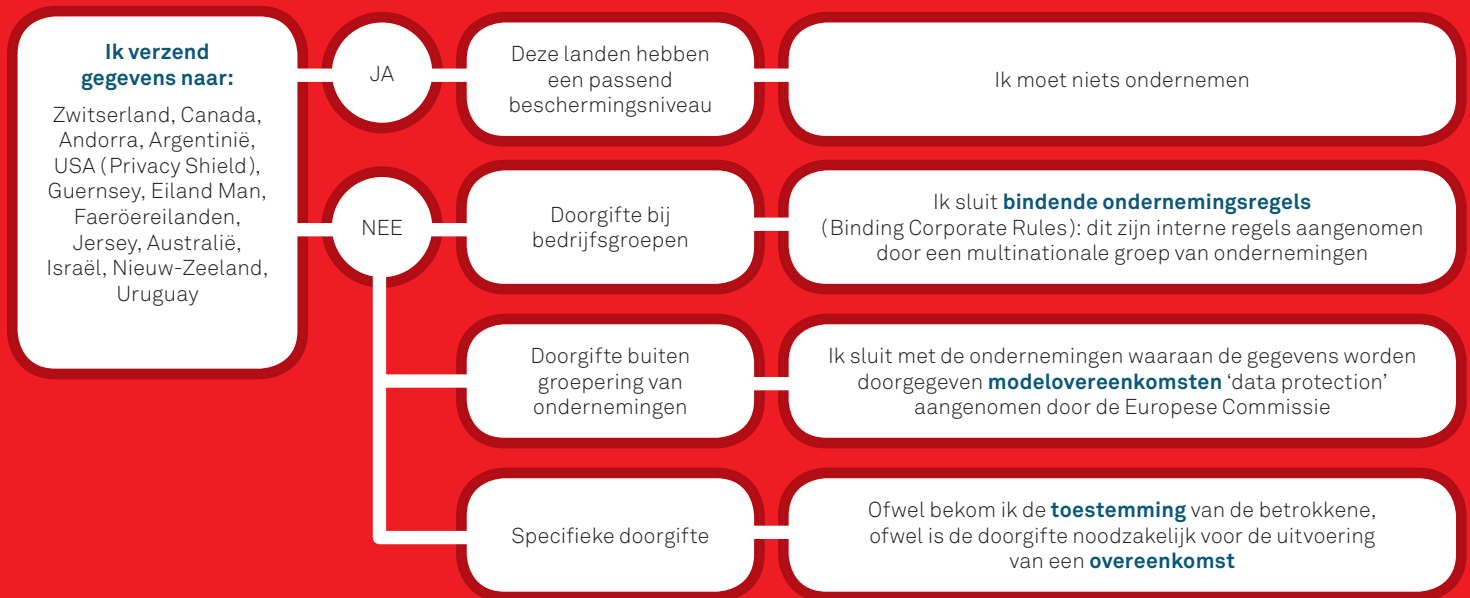 Ik verzend
gegevens naar:
Zwitserland, Canada,
Andorra, Argentinië,
USA (Privacy Shield),
Guernsey, Eiland Man,
Faeröereilanden,
Jersey, Australië,
Israël, Nieuw-Zeeland,
Uruguay
JA
Deze landen hebben
een passend
beschermingsniveau
Ik moet niets ondernemen
NEE
Doorgifte bij
bedrijfsgroepen
Ik sluit bindende ondernemingsregels
(Binding Corporate Rules): dit zijn interne regels aangenomen
door een multinationale groep van ondernemingen
Doorgifte buiten
groepering van
ondernemingen
Ik sluit met de ondernemingen waaraan de gegevens worden
doorgegeven modelovereenkomsten ‘data protection’
aangenomen door de Europese Commissie
Specifieke doorgifte
Ofwel bekom ik de toestemming van de betrokkene,
ofwel is de doorgifte noodzakelijk voor de uitvoering
van een overeenkomst